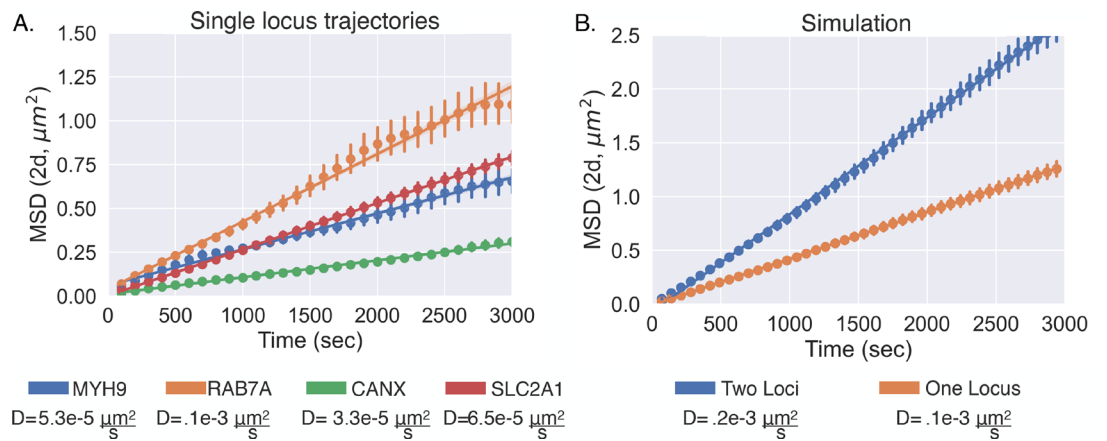 A.
Single locus trajectories
1.50
1.25
1.00
0.75
0.50
0.25
0.00
MSD (2d, μm²)
0 500 1000 1500 2000 2500 3000
Time (sec)
MYH9 RAB7A CANX SLC2A1
D=5.3e-5 μm²/s D=.1e-3 μm²/s D= 3.3e-5 μm²/s D=6.5e-5 μm²/s
B.
Simulation
2.5
2.0
1.5
1.0
0.5
0.0
MSD (2d, μm²)
0 500 1000 1500 2000 2500 3000
Time (sec)
Two Loci One Locus
D=.2e-3 μm²/s D=.1e-3 μm²/s